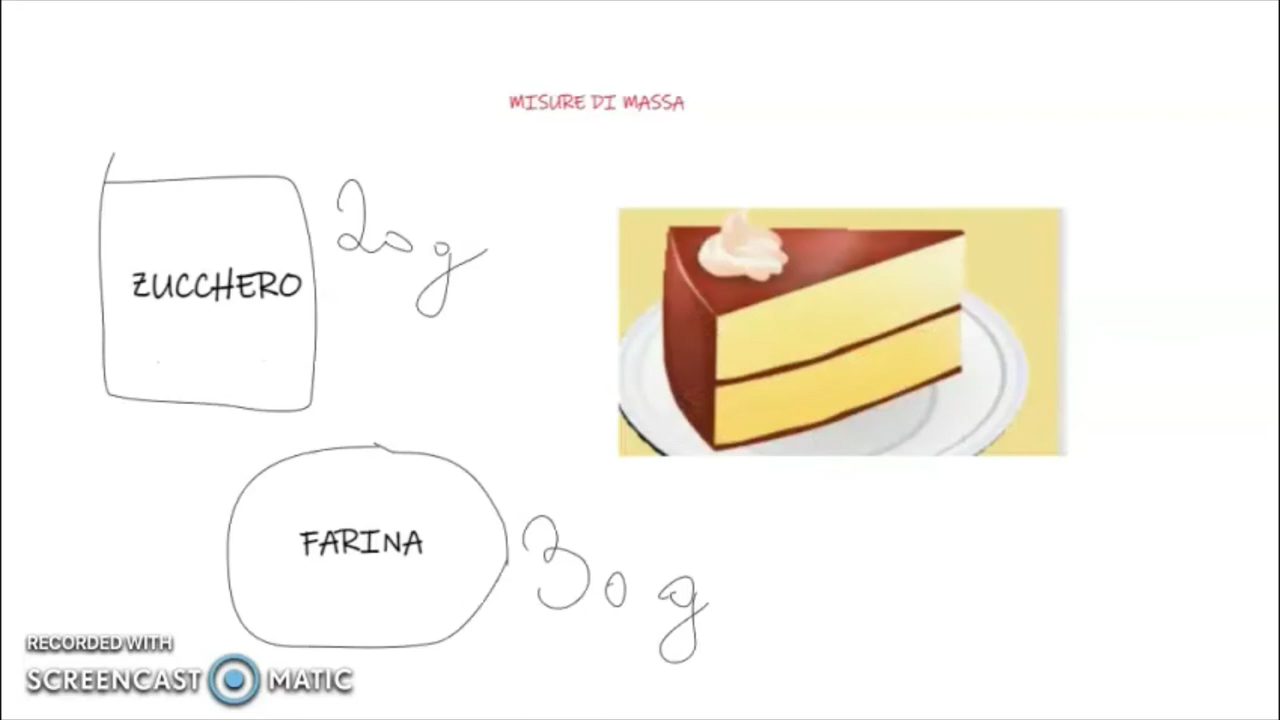 MISURE DI MASSA
20 g
ZUCCHERO
FARINA
30 g
RECORDED WITH
SCREENCAST MATIC